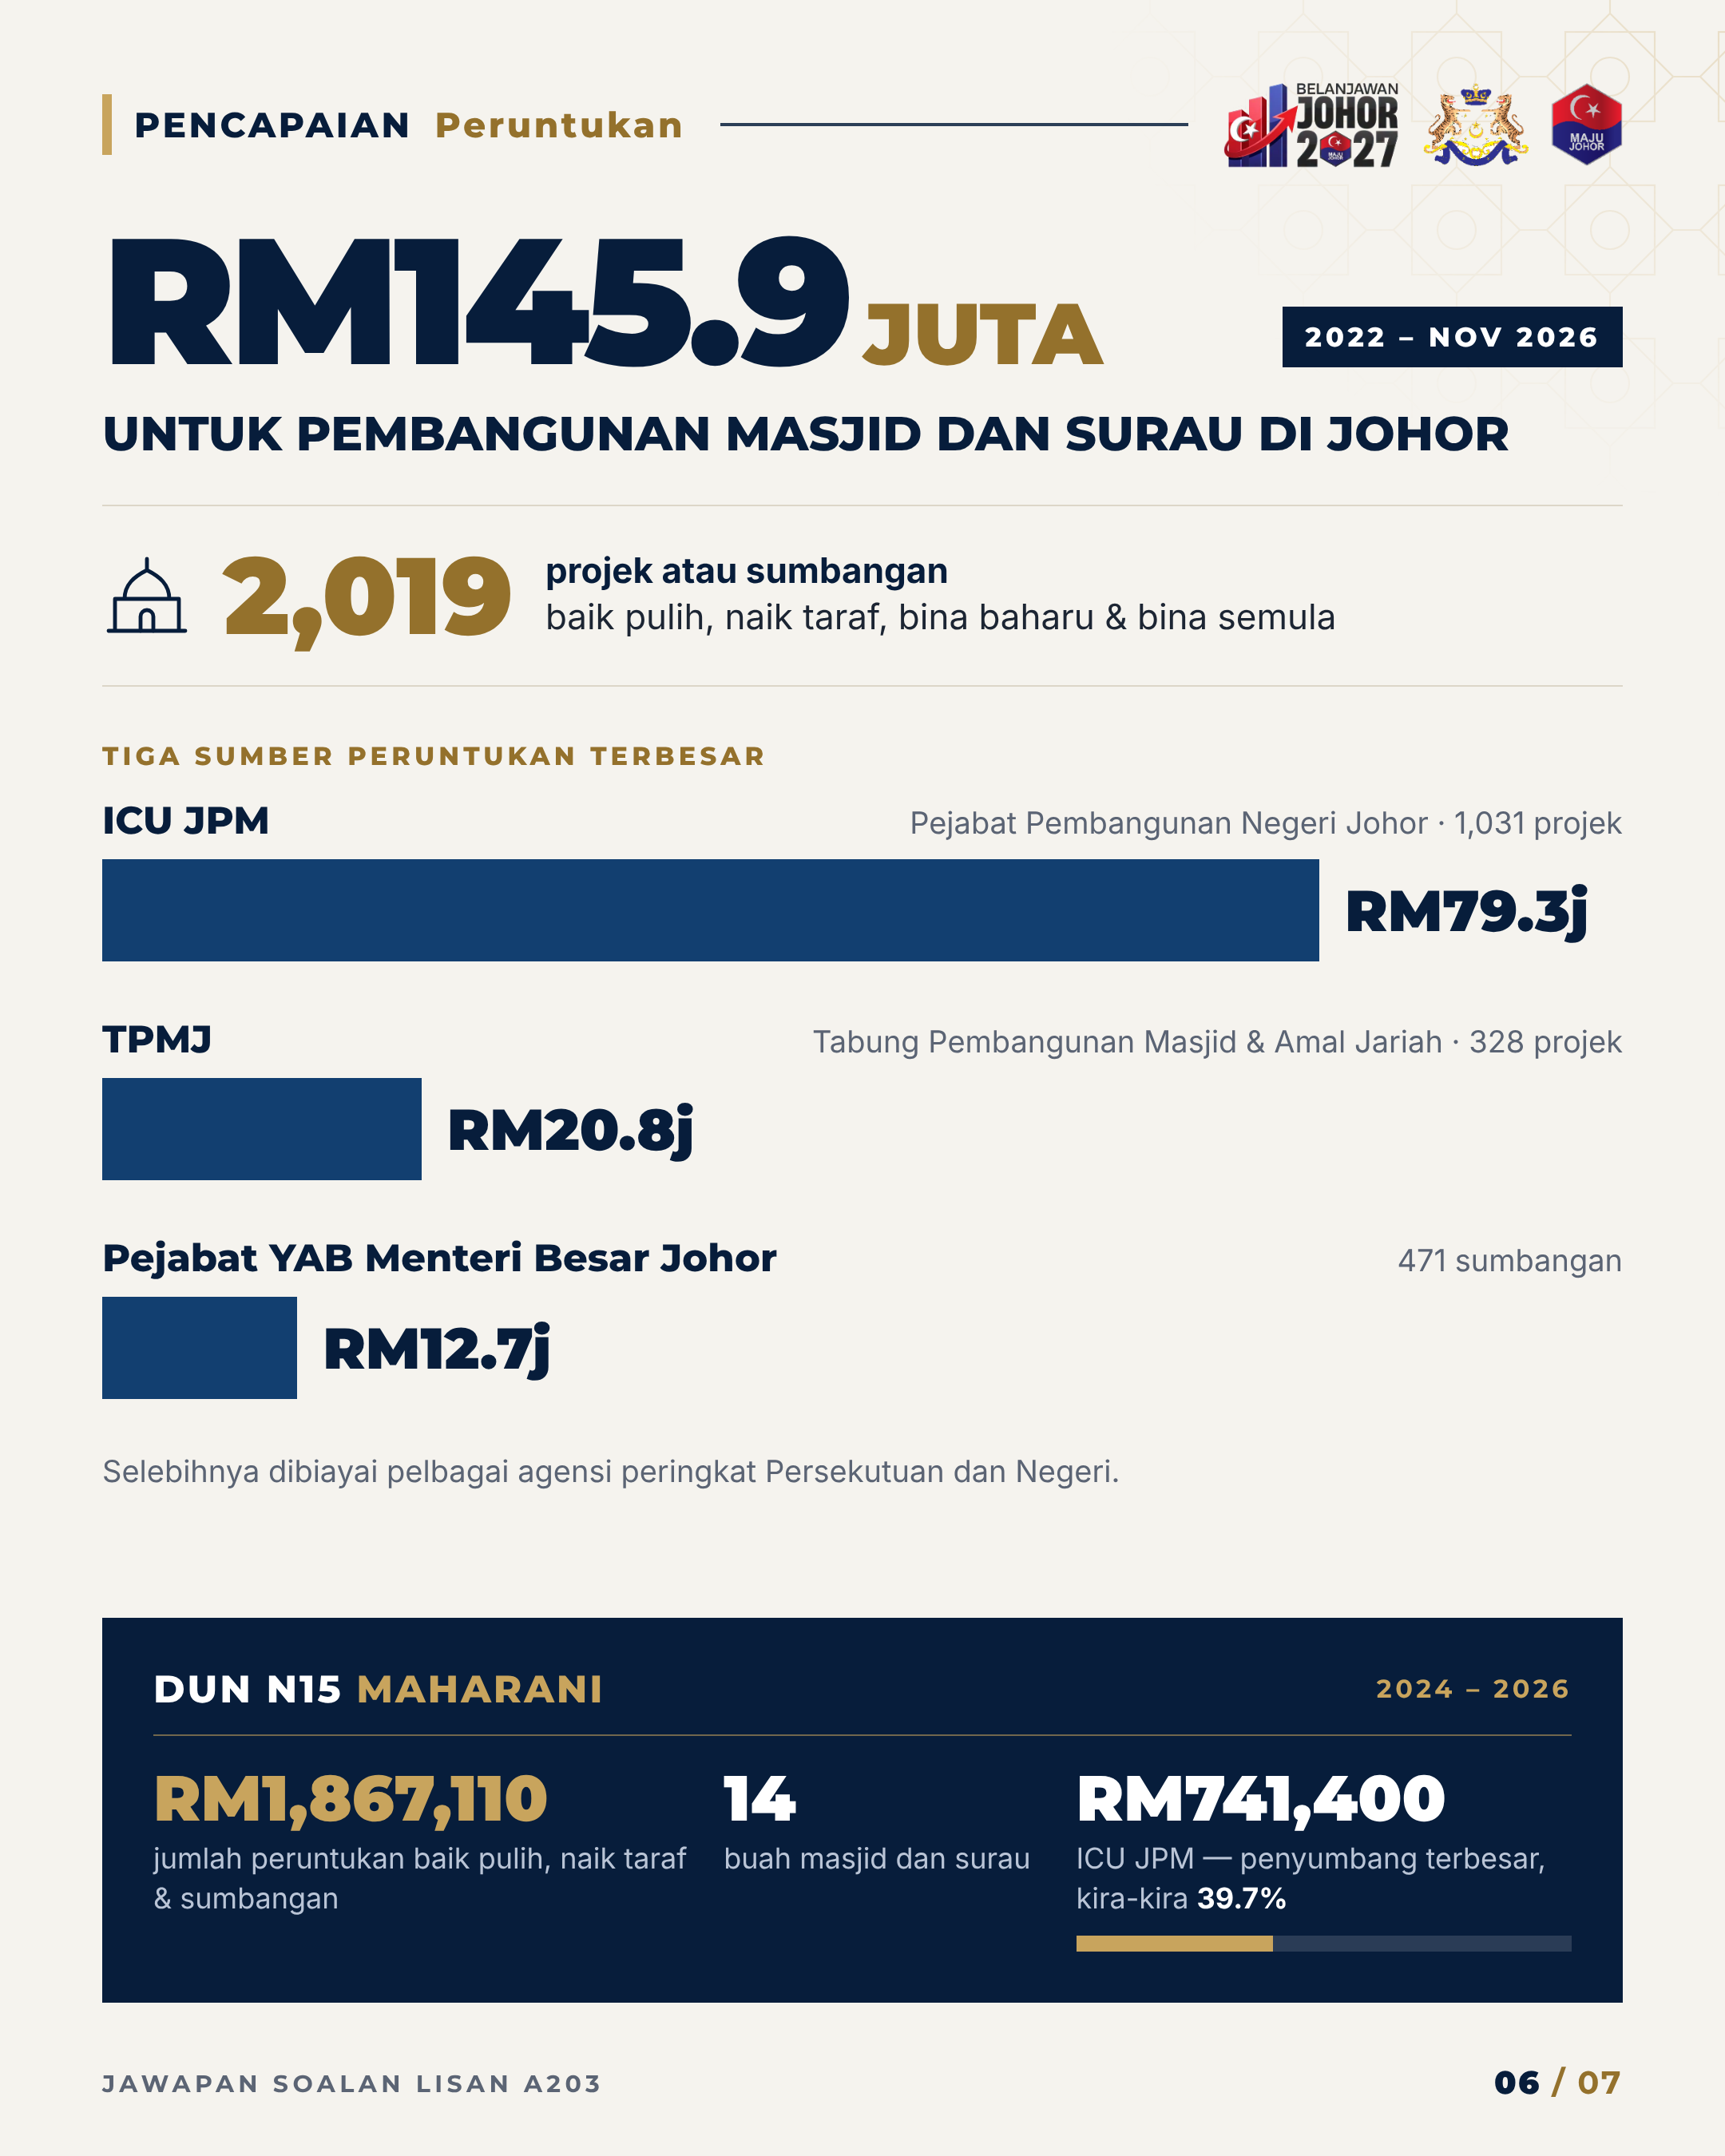 PENCAPAIAN Peruntukan
BELANJAWAN
JOHOR
2027
MAJU
JOHOR
MAJU
JOHOR
RM145.9 JUTA
2022 – NOV 2026
UNTUK PEMBANGUNAN MASJID DAN SURAU DI JOHOR
2,019
projek atau sumbangan
baik pulih, naik taraf, bina baharu & bina semula
TIGA SUMBER PERUNTUKAN TERBESAR
ICU JPM
Pejabat Pembangunan Negeri Johor · 1,031 projek
RM79.3j
TPMJ
Tabung Pembangunan Masjid & Amal Jariah · 328 projek
RM20.8j
Pejabat YAB Menteri Besar Johor
471 sumbangan
RM12.7j
Selebihnya dibiayai pelbagai agensi peringkat Persekutuan dan Negeri.
DUN N15 MAHARANI
2024 – 2026
RM1,867,110
jumlah peruntukan baik pulih, naik taraf
& sumbangan
14
buah masjid dan surau
RM741,400
ICU JPM — penyumbang terbesar,
kira-kira 39.7%
JAWAPAN SOALAN LISAN A203
06 / 07